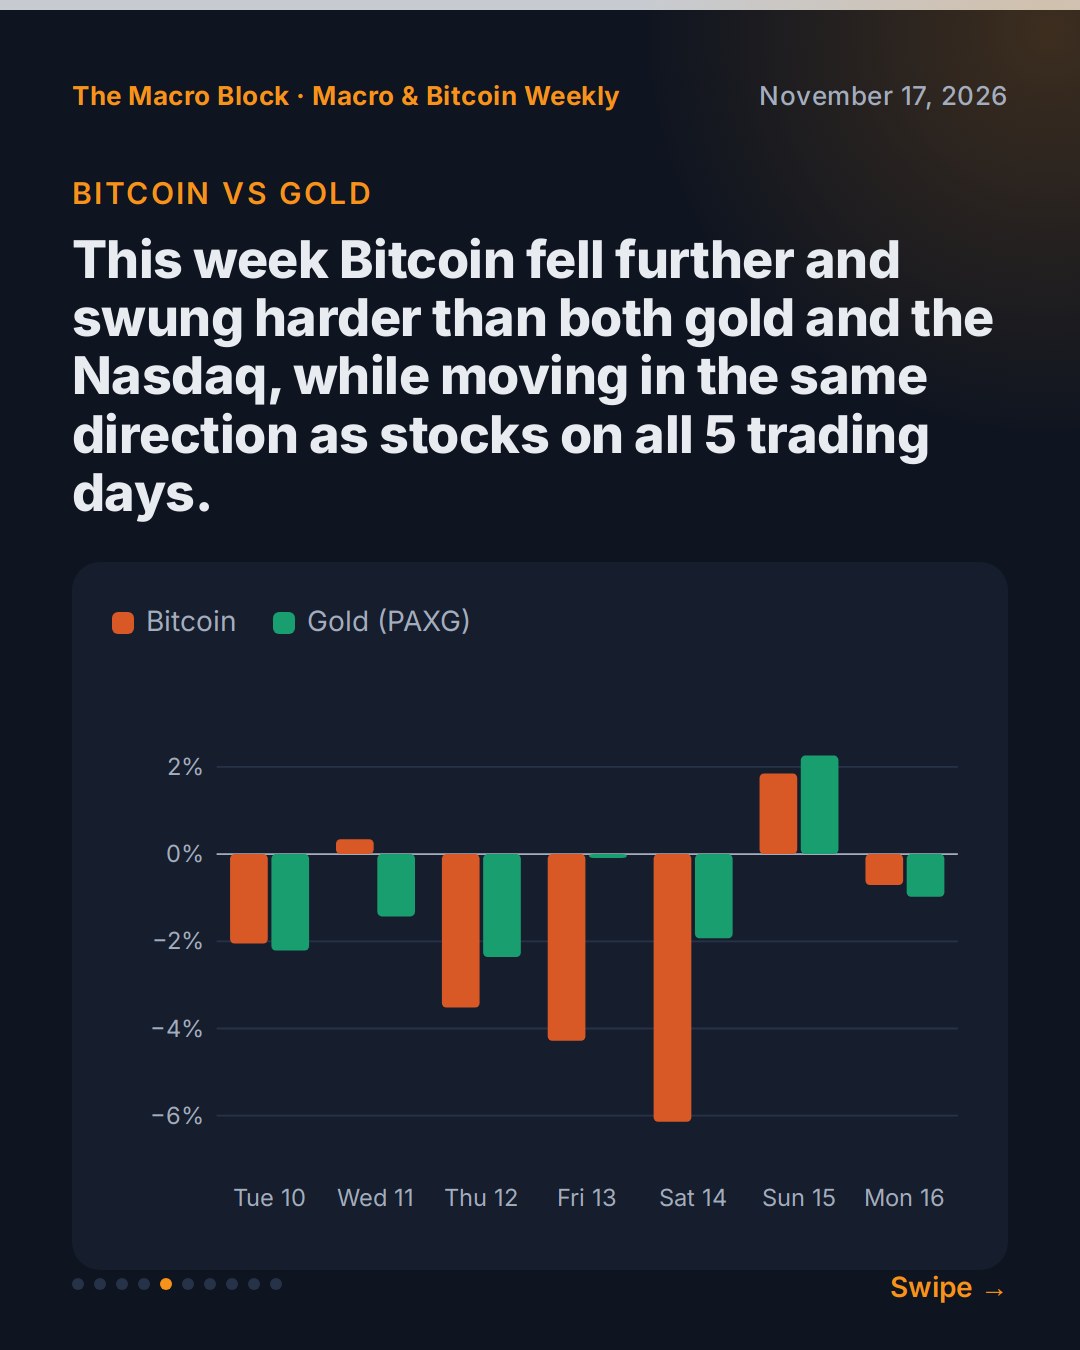 The Macro Block · Macro & Bitcoin Weekly
November 17, 2026
BITCOIN VS GOLD
This week Bitcoin fell further and
swung harder than both gold and the
Nasdaq, while moving in the same
direction as stocks on all 5 trading
days.
Bitcoin
Gold (PAXG)
2%
0%
−2%
−4%
−6%
Tue 10
Wed 11
Thu 12
Fri 13
Sat 14
Sun 15
Mon 16
Swipe →